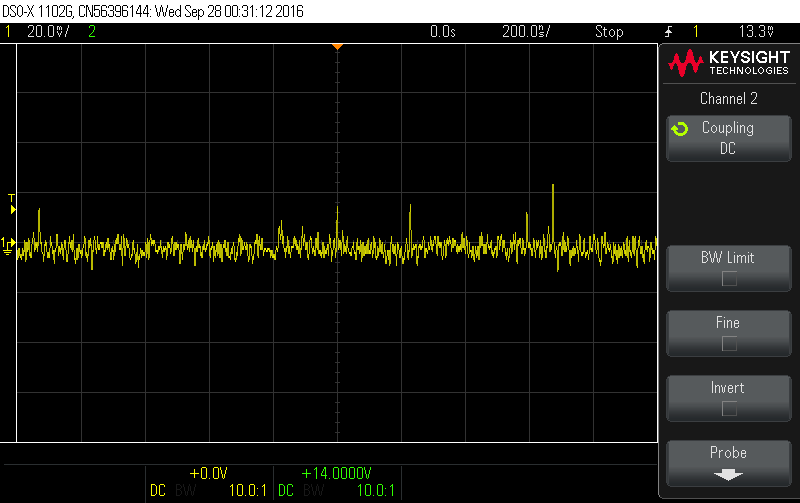 DSO-X 1102G, CN56396144: Wed Sep 28 00:31:12 2016
1 20.0V/ 2 0.0s 200.0s/ Stop 1 13.3V
KEYSIGHT
TECHNOLOGIES
Channel 2
Coupling
DC
T
1
BW Limit
Fine
Invert
Probe
+0.0V +14.0000V
DC BW 10.0:1 DC BW 10.0:1